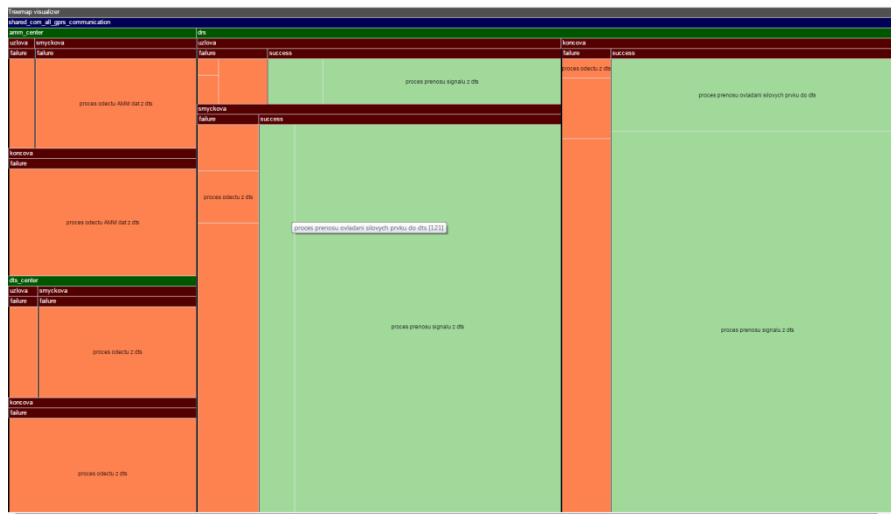 Treemap visualizer
shared_com_all_gprs_communication
amm_center
drs
uzlova
smyckova
uzlova
koncova
failure
failure
failure
success
failure
success
proces odectu AMM dat z dts
proces prenosu signalu z dts
proces odectu z dts
proces prenosu ovladani silovych prvku do dts
smyckova
failure
success
koncova
failure
proces odectu AMM dat z dts
proces odectu z dts
proces prenosu ovladani silovych prvku do dts [121]
dts_center
uzlova
smyckova
failure
failure
proces odectu z dts
proces prenosu signalu z dts
proces prenosu signalu z dts
koncova
failure
proces odectu z dts